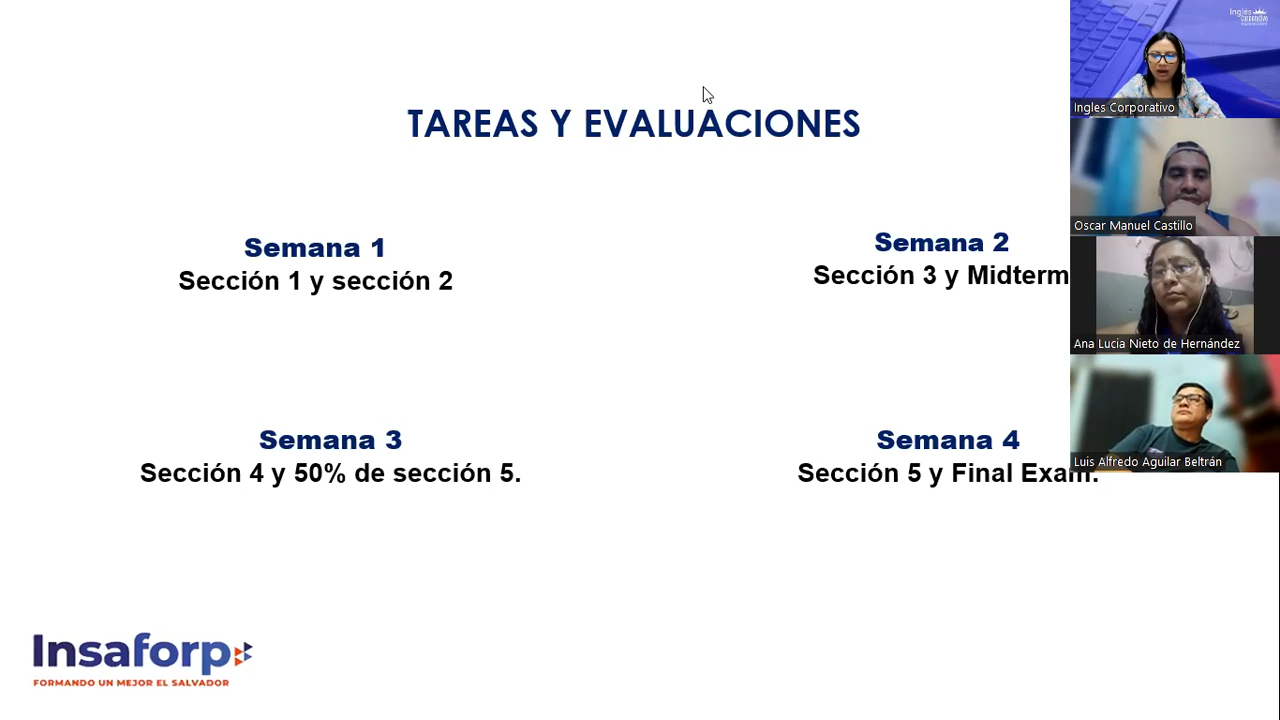 TAREAS Y EVALUACIONES
Semana 1
Sección 1 y sección 2
Semana 2
Sección 3 y Midterm
Semana 3
Sección 4 y 50% de sección 5.
Semana 4
Sección 5 y Final Exam.
Insaforp
FORMANDO UN MEJOR EL SALVADOR
Inglés
corporativo
Ingles Corporativo
Oscar Manuel Castillo
Ana Lucia Nieto de Hernández
Luis Alfredo Aguilar Beltrán